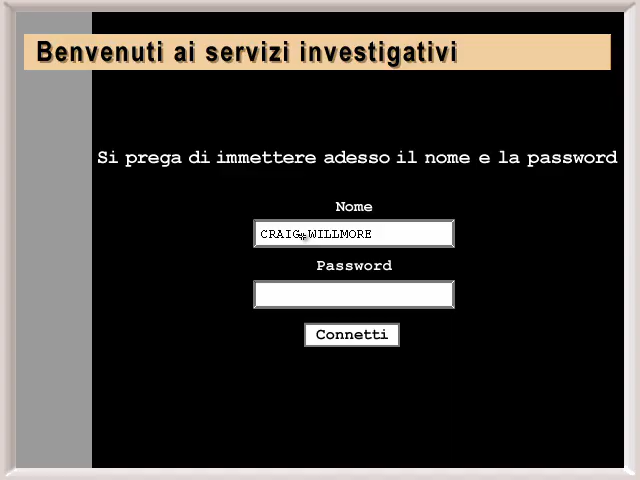 Benvenuti ai servizi investigativi
Si prega di immettere adesso il nome e la password
Nome
CRAIG WILLMORE
Password
Connetti